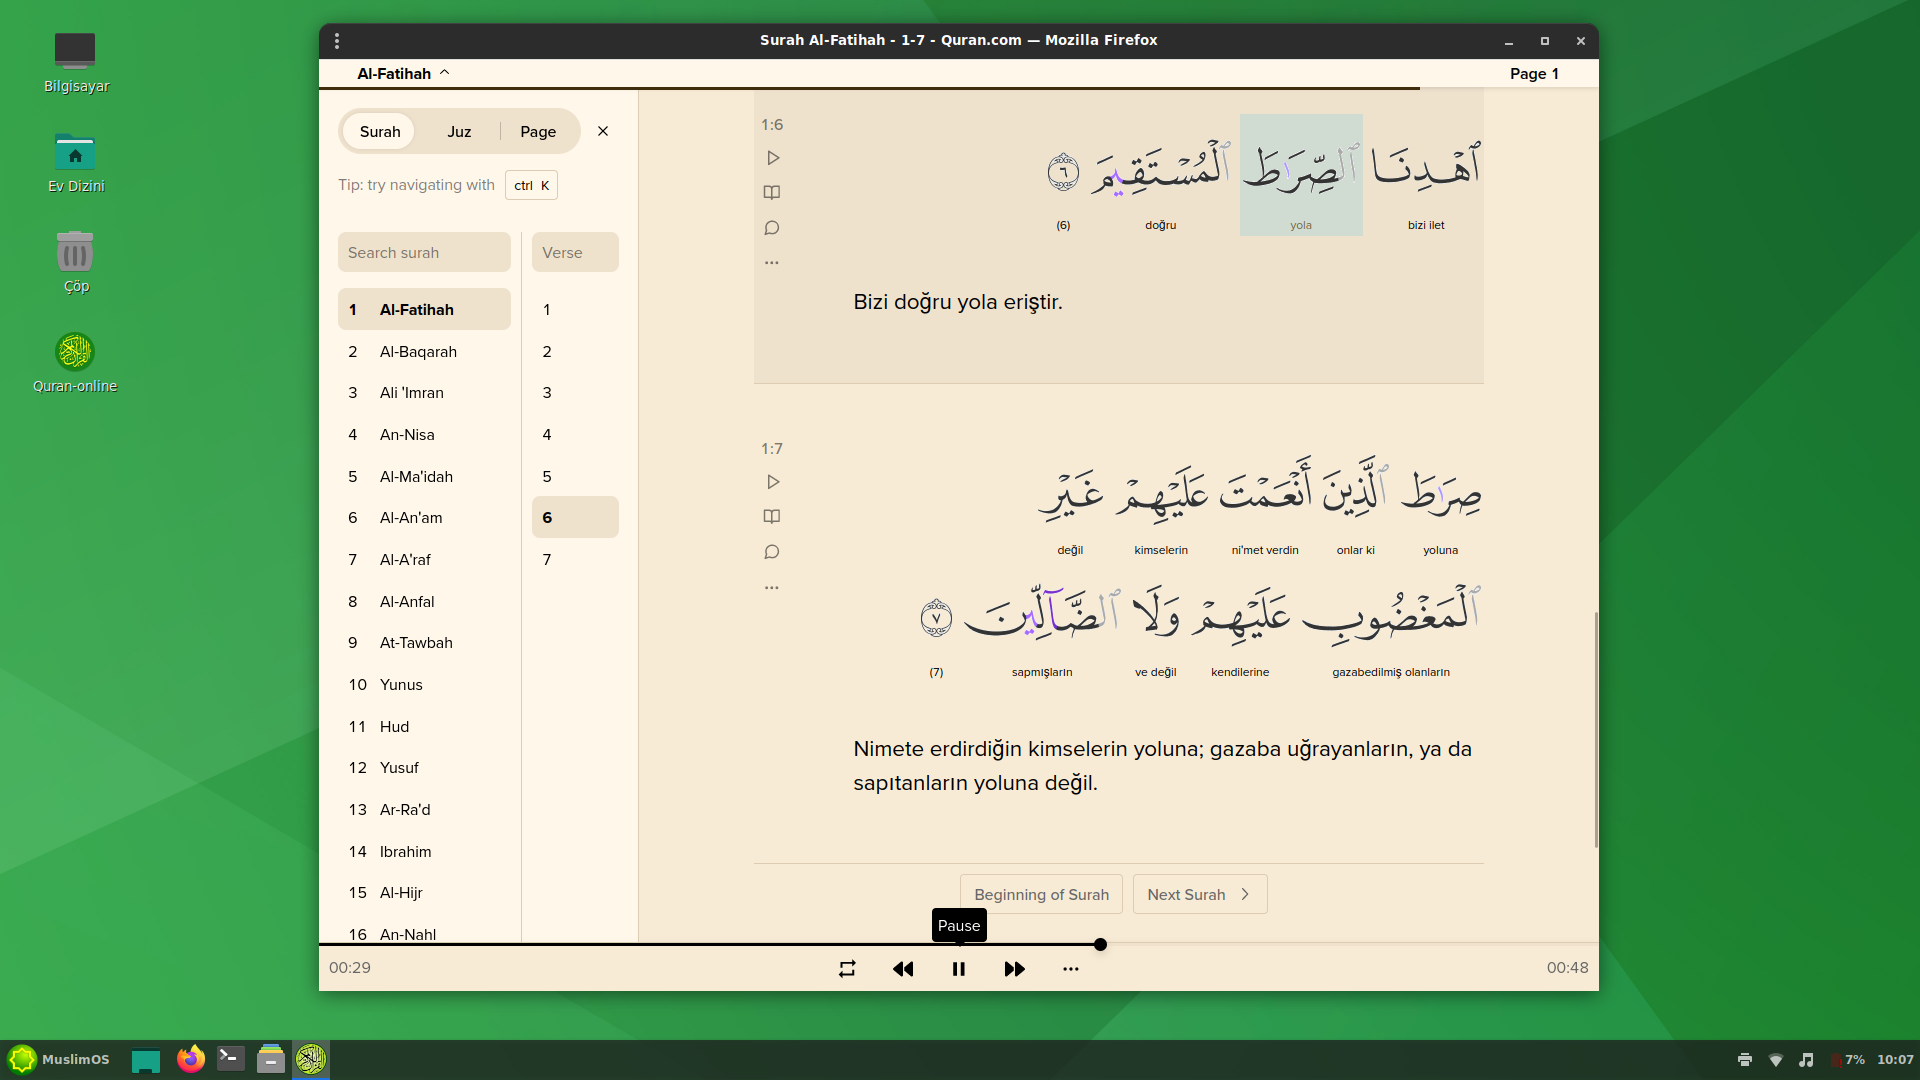 Bilgisayar
Ev Dizini
Çöp
Quran-online
Surah Al-Fatihah - 1-7 - Quran.com — Mozilla Firefox
Al-Fatihah
Page 1
Surah Juz Page
Tip: try navigating with ctrl K
Search surah
Verse
1 Al-Fatihah
2 Al-Baqarah
3 Ali 'Imran
4 An-Nisa
5 Al-Ma'idah
6 Al-An'am
7 Al-A'raf
8 Al-Anfal
9 At-Tawbah
10 Yunus
11 Hud
12 Yusuf
13 Ar-Ra'd
14 Ibrahim
15 Al-Hijr
16 An-Nahl
1
2
3
4
5
6
7
1:6
ٱهْدِنَا ٱلصِّرَٰطَ ٱلْمُسْتَقِيمَ ٦
bizi ilet yola doğru (6)
Bizi doğru yola eriştir.
1:7
صِرَٰطَ ٱلَّذِينَ أَنْعَمْتَ عَلَيْهِمْ غَيْرِ
yoluna onlar ki ni'met verdin kimselerin değil
ٱلْمَغْضُوبِ عَلَيْهِمْ وَلَا ٱلضَّآلِّينَ ٧
gazabedilmiş olanların kendilerine ve değil sapmışların (7)
Nimete erdirdiğin kimselerin yoluna; gazaba uğrayanların, ya da
sapıtanların yoluna değil.
Beginning of Surah
Next Surah
Pause
00:29
00:48
MuslimOS
7%
10:07